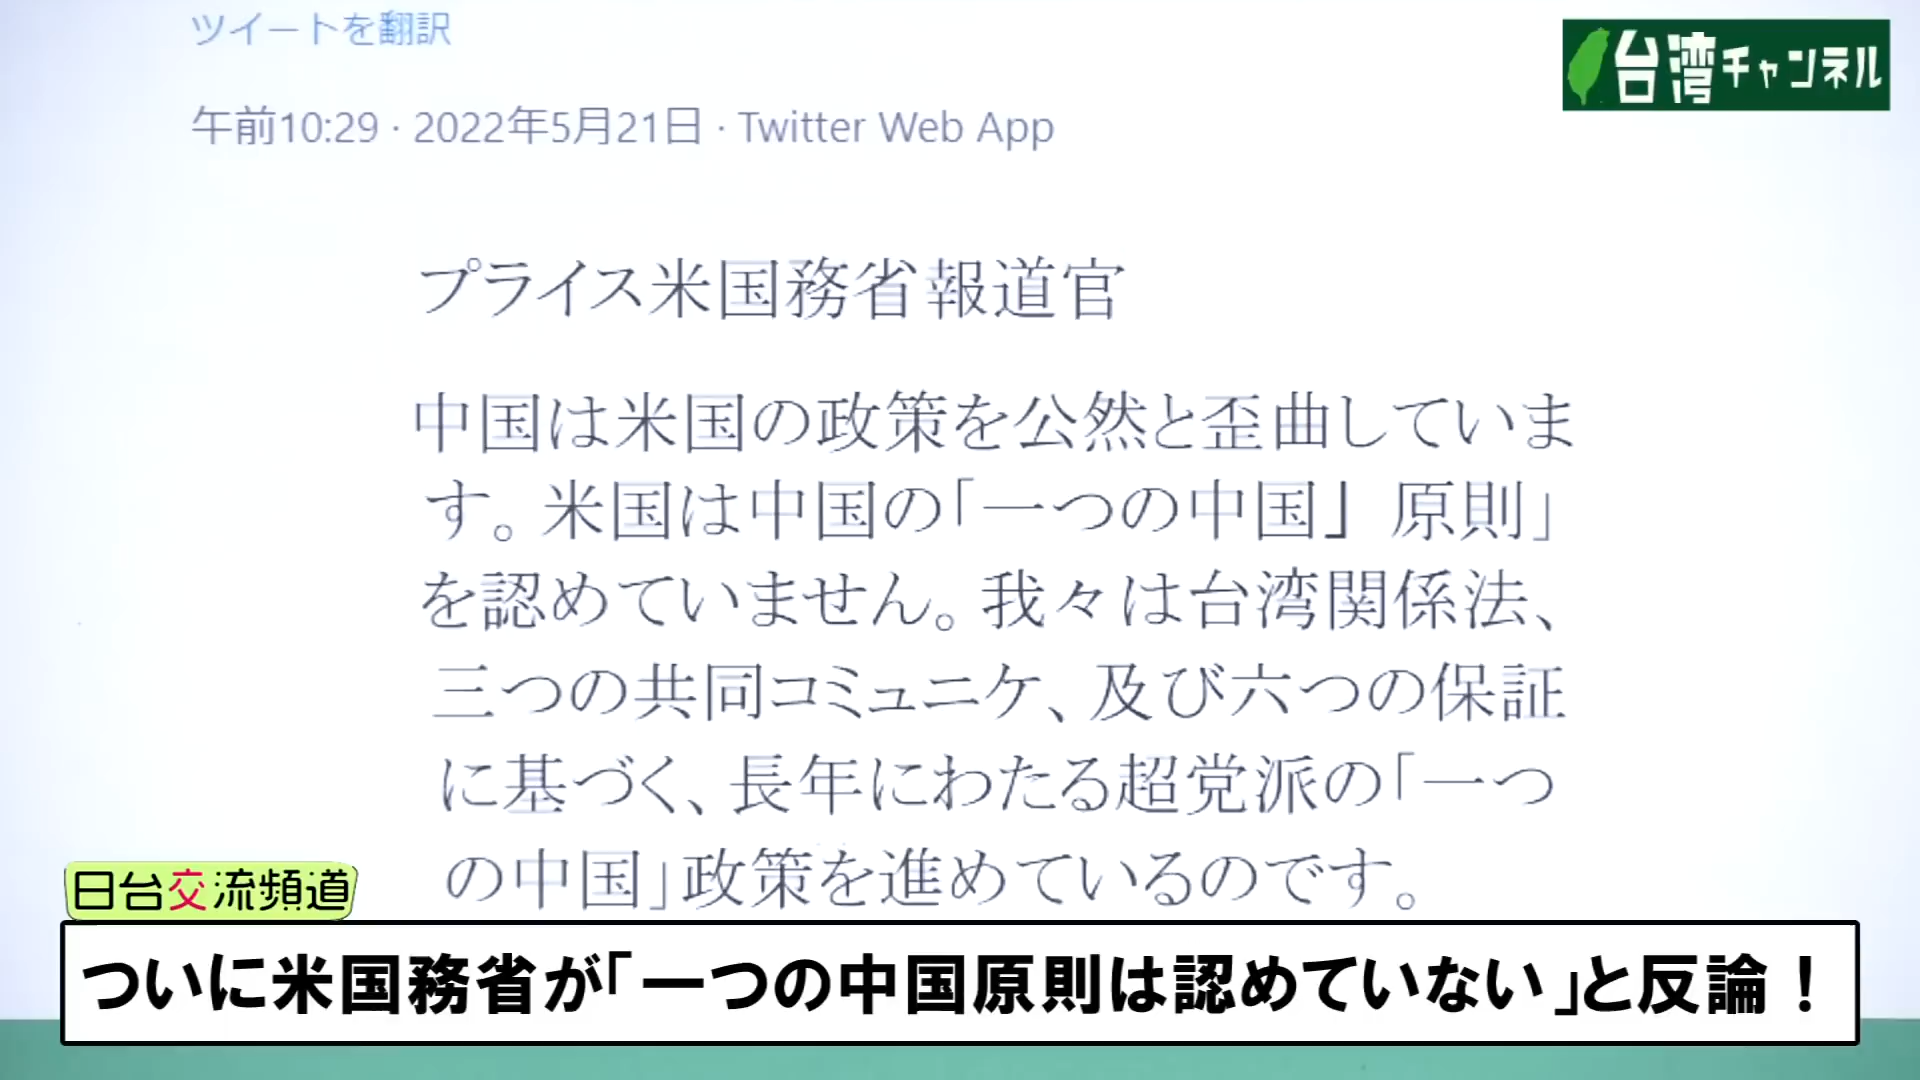 ツイートを翻訳
台湾チャンネル
午前10:29 · 2022年5月21日 · Twitter Web App
プライス米国務省報道官
中国は米国の政策を公然と歪曲していま
す。米国は中国の「一つの中国」原則」
を認めていません。我々は台湾関係法、
三つの共同コミュニケ、及び六つの保証
に基づく、長年にわたる超党派の「一つ
の中国」政策を進めているのです。
日台交流頻道
ついに米国務省が「一つの中国原則は認めていない」と反論！